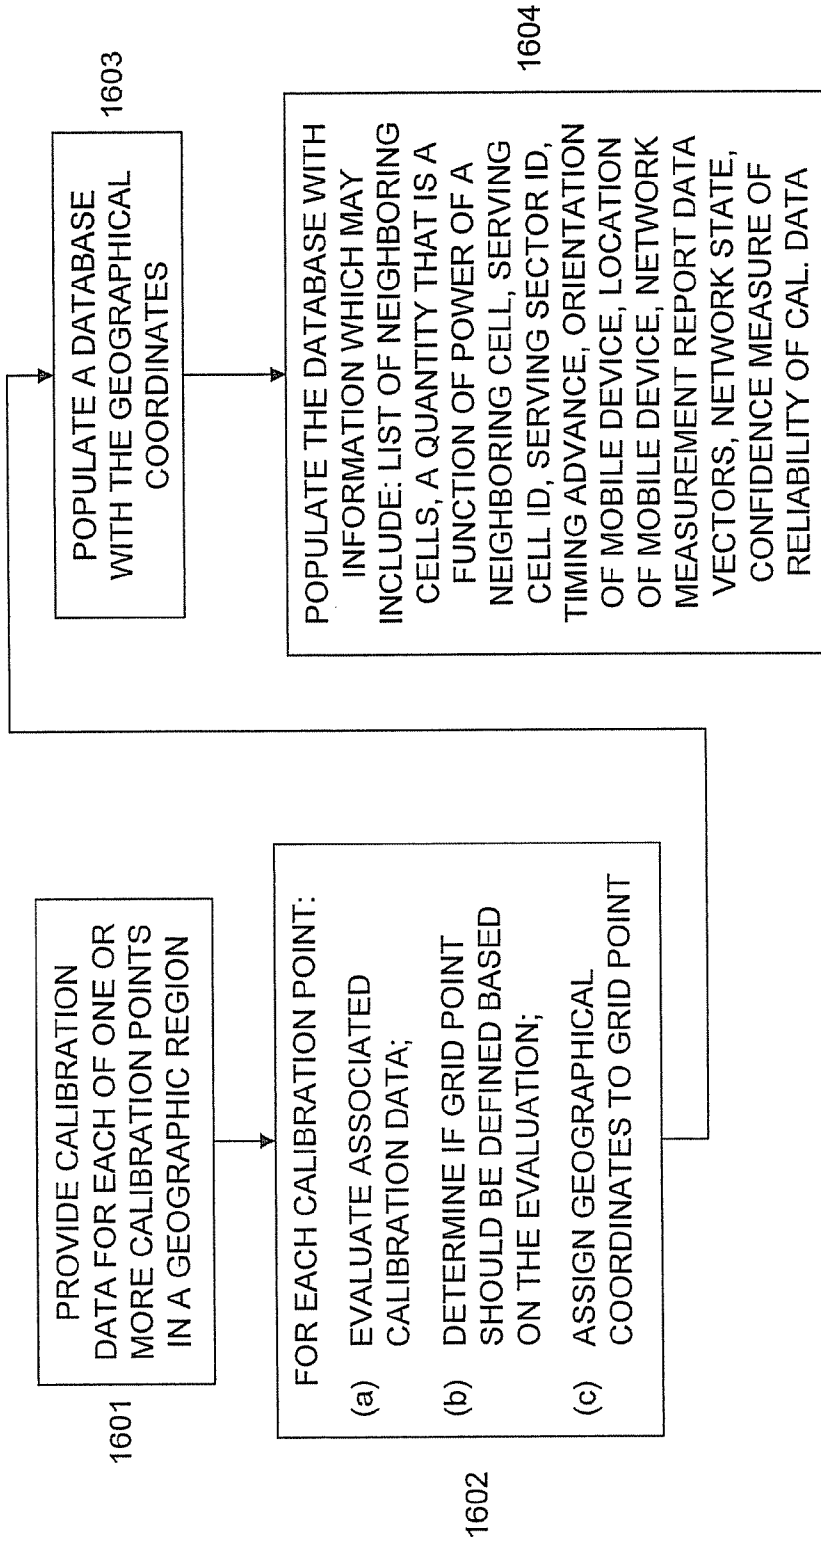 1601
PROVIDE CALIBRATION
DATA FOR EACH OF ONE OR
MORE CALIBRATION POINTS
IN A GEOGRAPHIC REGION
1602
FOR EACH CALIBRATION POINT:
(a) EVALUATE ASSOCIATED
CALIBRATION DATA;
(b) DETERMINE IF GRID POINT
SHOULD BE DEFINED BASED
ON THE EVALUATION;
(c) ASSIGN GEOGRAPHICAL
COORDINATES TO GRID POINT
POPULATE A DATABASE
WITH THE GEOGRAPHICAL
COORDINATES
1603
POPULATE THE DATABASE WITH
INFORMATION WHICH MAY
INCLUDE: LIST OF NEIGHBORING
CELLS, A QUANTITY THAT IS A
FUNCTION OF POWER OF A
NEIGHBORING CELL, SERVING
CELL ID, SERVING SECTOR ID,
TIMING ADVANCE, ORIENTATION
OF MOBILE DEVICE, LOCATION
OF MOBILE DEVICE, NETWORK
MEASUREMENT REPORT DATA
VECTORS, NETWORK STATE,
CONFIDENCE MEASURE OF
RELIABILITY OF CAL. DATA
1604